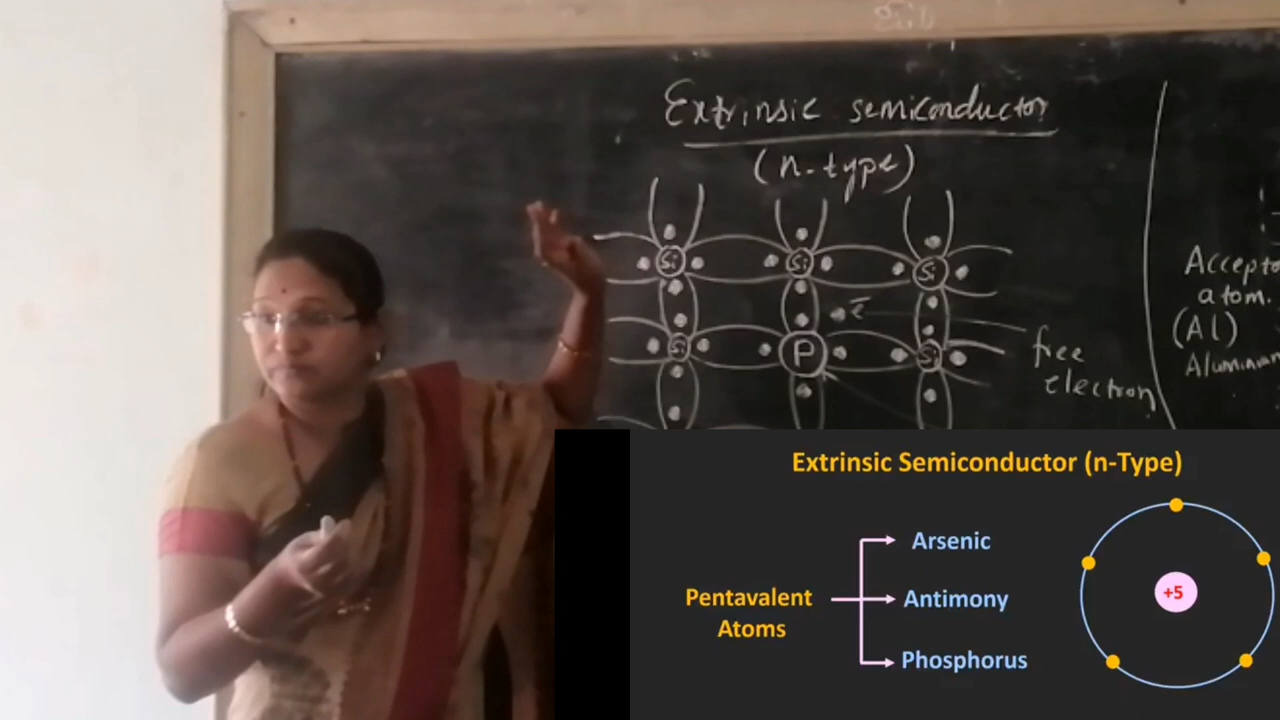 Extrinsic semiconductor
(n-type)
Si Si Si
e̅
Si P Si
free
electron
Accepto
atom.
(Al)
Aluminium
Extrinsic Semiconductor (n-Type)
Arsenic
Pentavalent
Atoms
Antimony
Phosphorus
+5